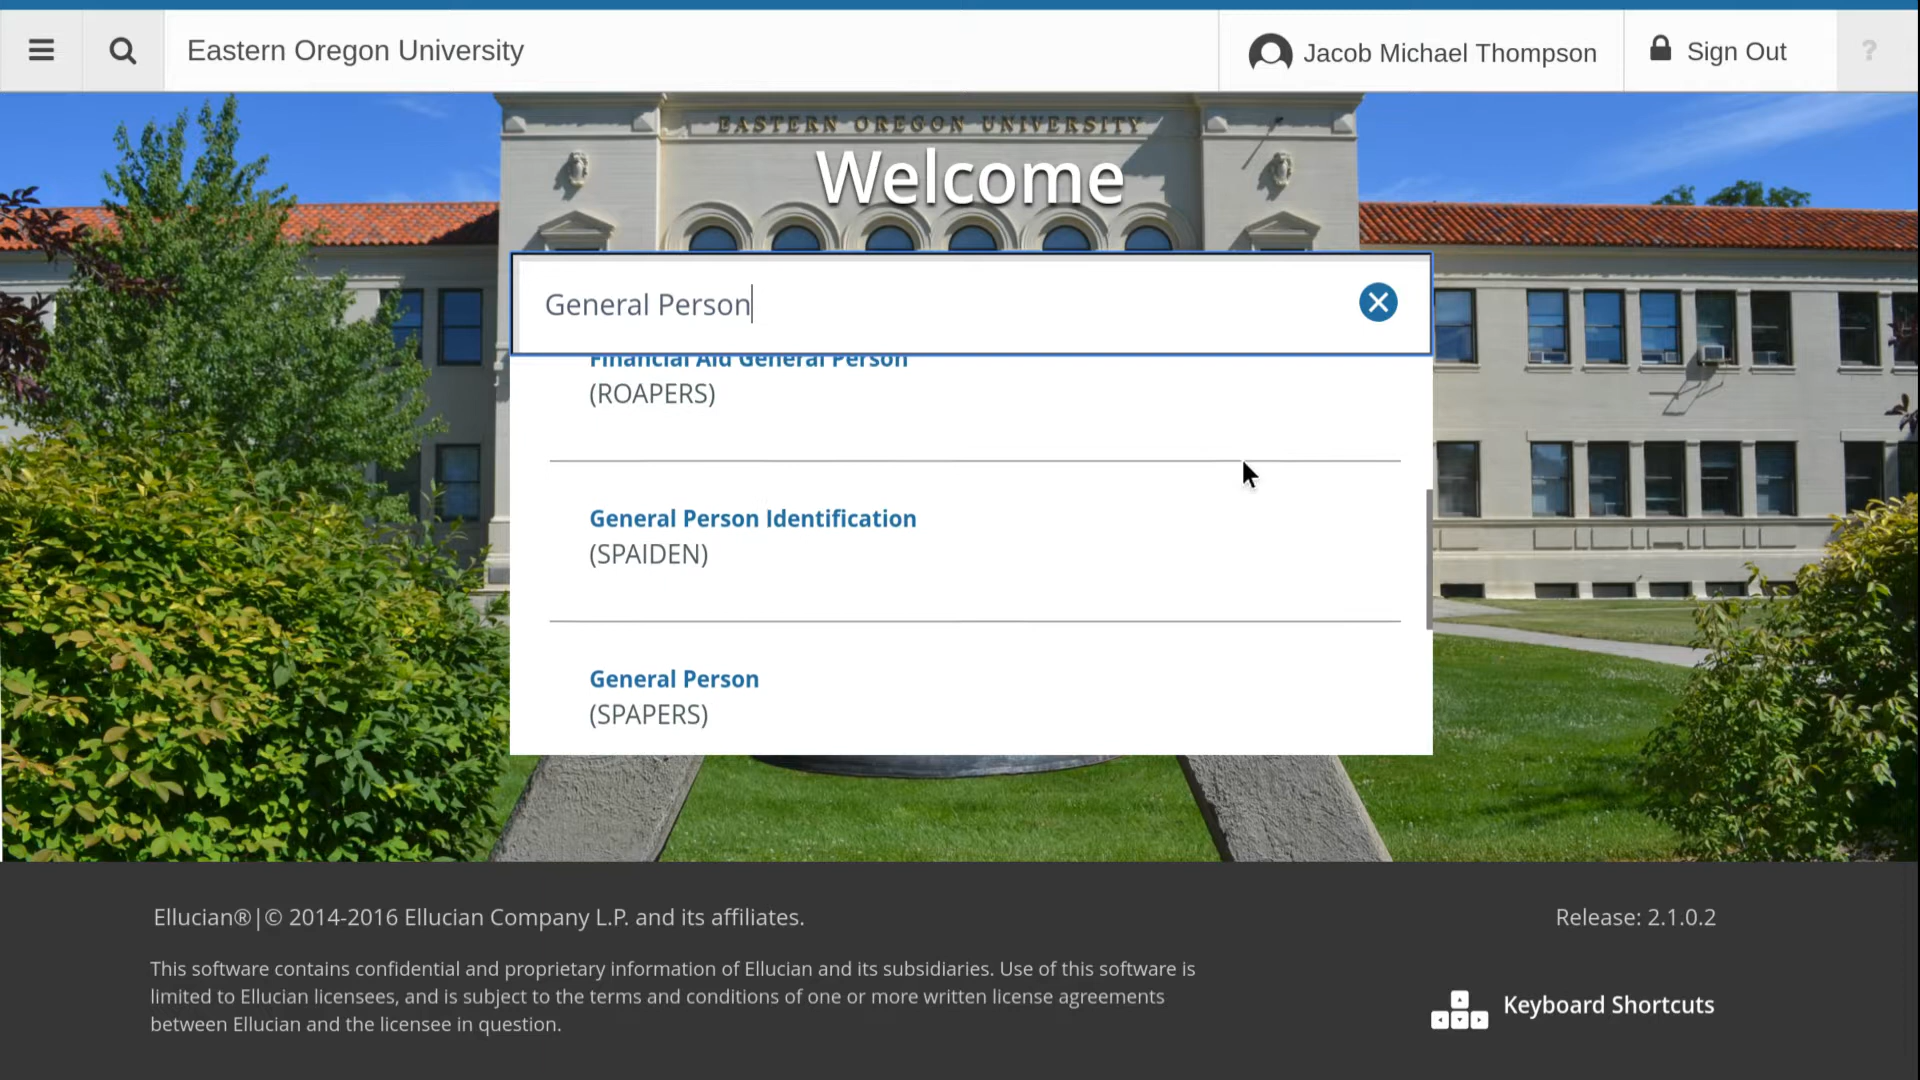 Eastern Oregon University
Jacob Michael Thompson
Sign Out
?
EASTERN OREGON UNIVERSITY
Welcome
General Person
Financial Aid General Person
(ROAPERS)
General Person Identification
(SPAIDEN)
General Person
(SPAPERS)
Ellucian®|© 2014-2016 Ellucian Company L.P. and its affiliates.
Release: 2.1.0.2
This software contains confidential and proprietary information of Ellucian and its subsidiaries. Use of this software is
limited to Ellucian licensees, and is subject to the terms and conditions of one or more written license agreements
between Ellucian and the licensee in question.
Keyboard Shortcuts